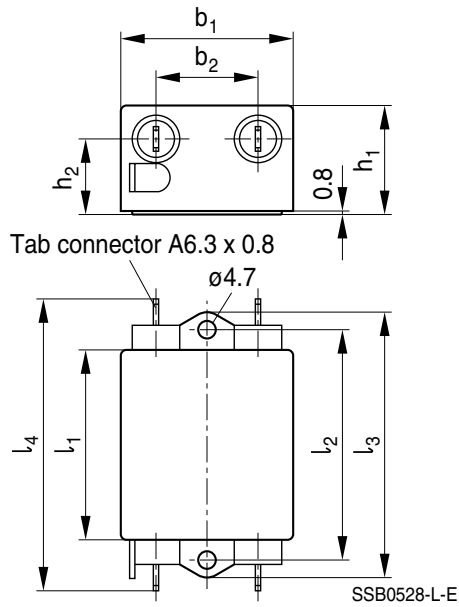 b1
b2
h2
h1
0.8
Tab connector A6.3 x 0.8
ø4.7
l4
l1
l2
l3
SSB0528-L-E